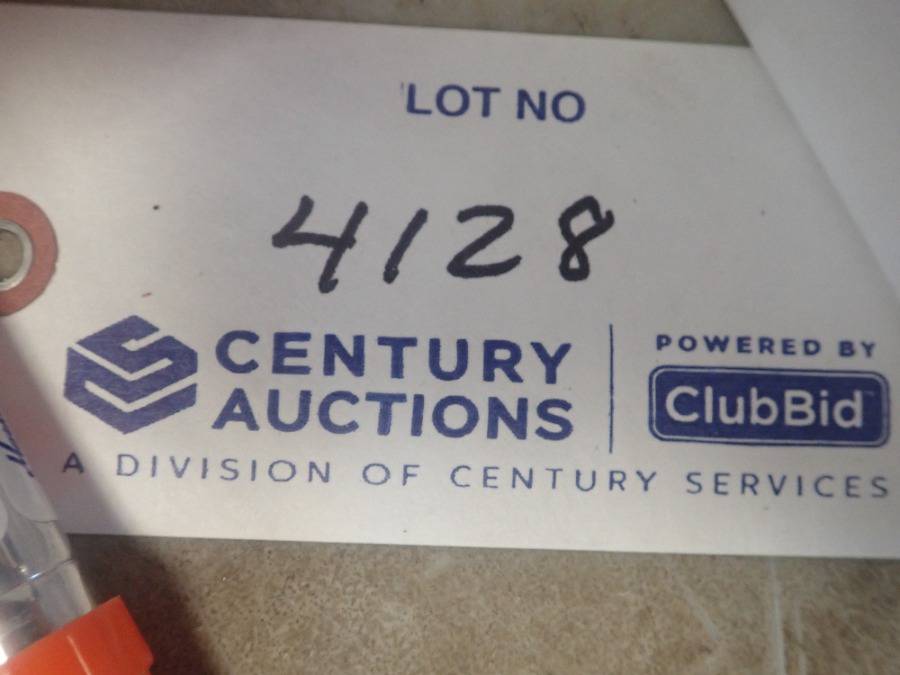 LOT NO
4128
CENTURY
AUCTIONS
POWERED BY
ClubBid
A DIVISION OF CENTURY SERVICES